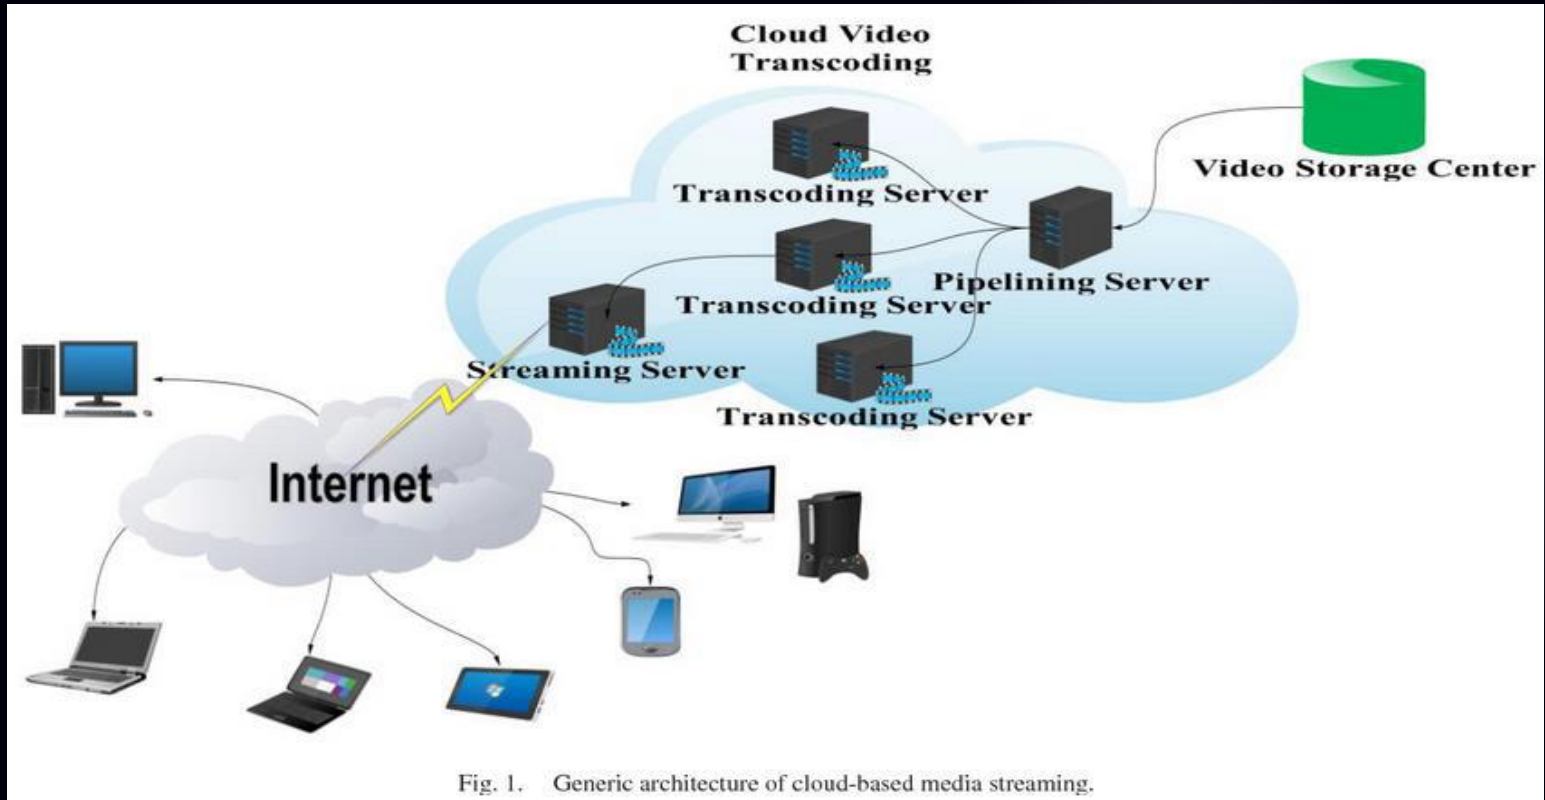 Cloud Video
Transcoding
Video Storage Center
Transcoding Server
Pipelining Server
Transcoding Server
Streaming Server
Transcoding Server
Internet
Fig. 1. Generic architecture of cloud-based media streaming.